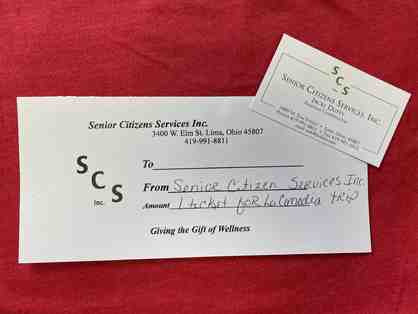 Senior Citizens Services Inc.
3400 W. Elm St. Lima, Ohio 45807
419-991-8811
S
C
S
Inc.
To
From Senior Citizen Services Inc.
Amount 1 ticket for La Comedia trip
Giving the Gift of Wellness
S
C
S
SENIOR CITIZENS SERVICES, INC.